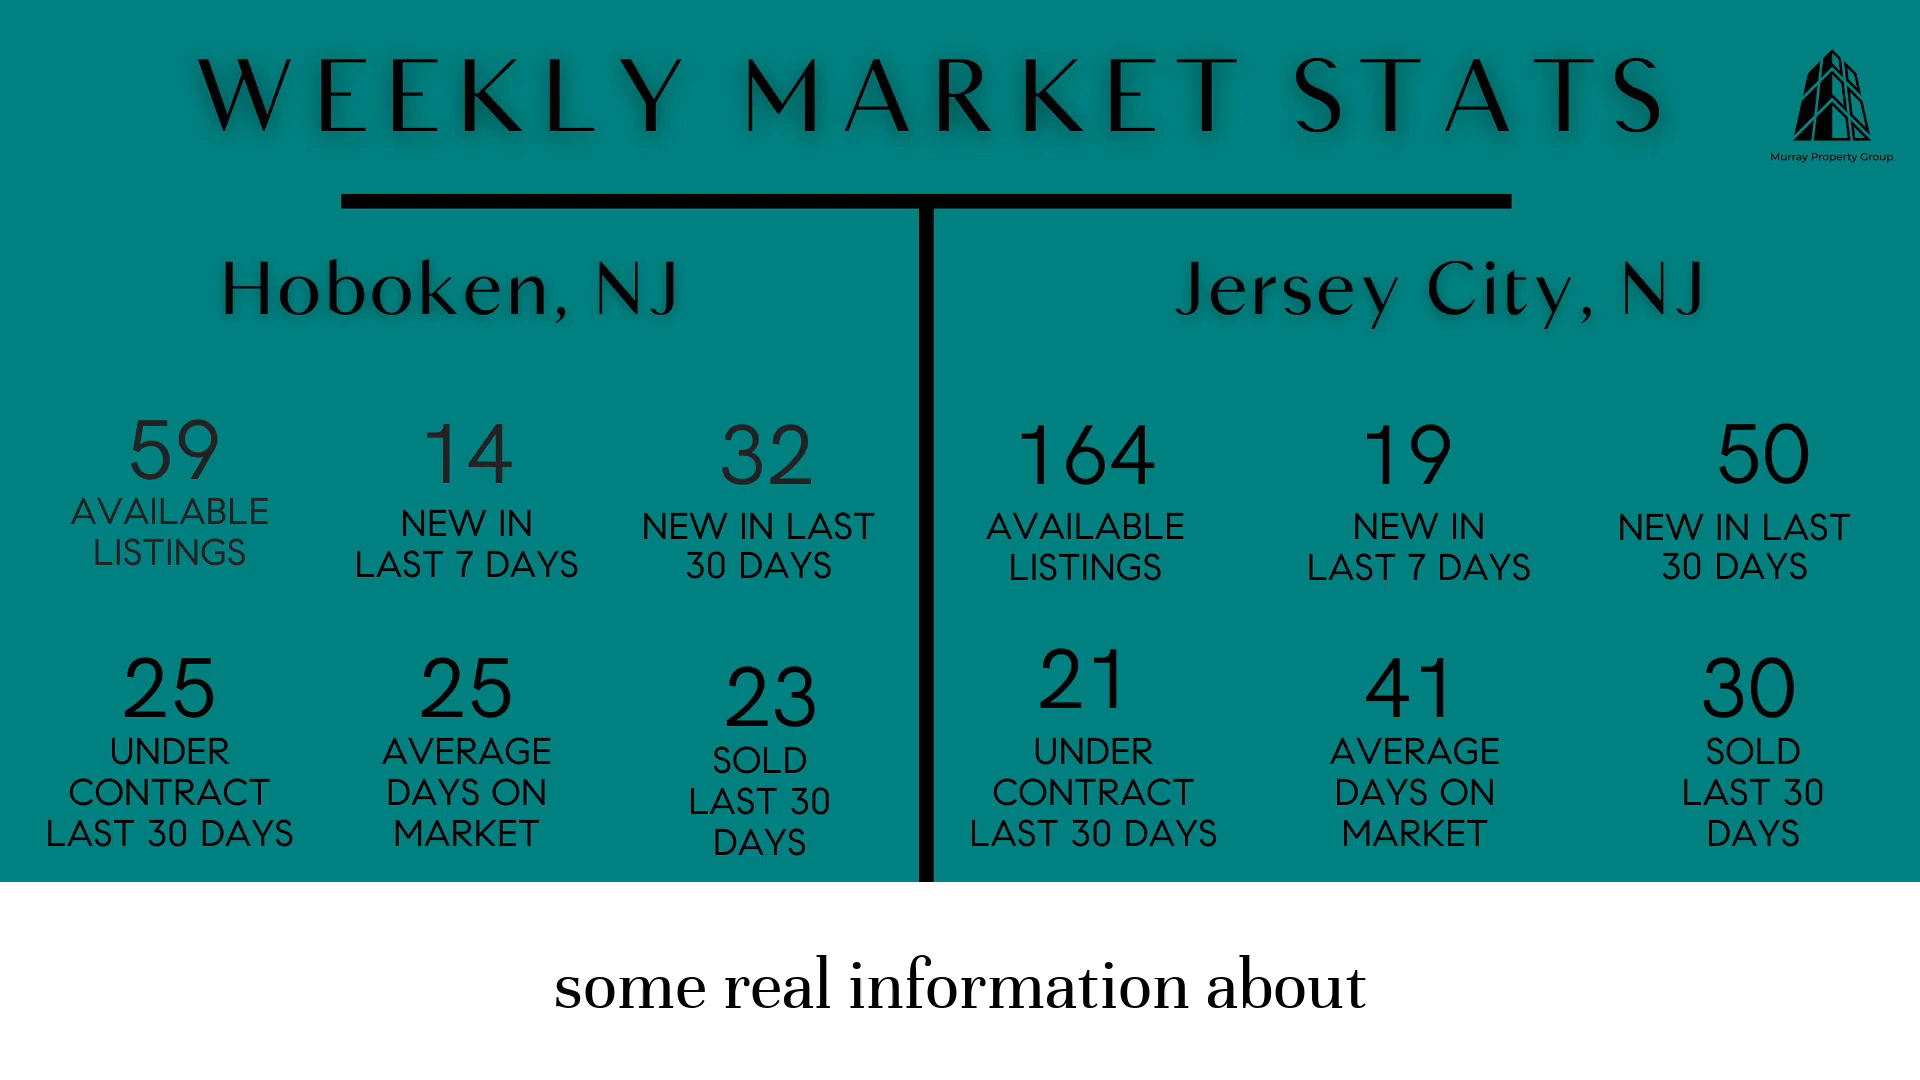 WEEKLY MARKET STATS
Murray Property Group
Hoboken, NJ
59
AVAILABLE
LISTINGS
14
NEW IN
LAST 7 DAYS
32
NEW IN LAST
30 DAYS
25
UNDER
CONTRACT
LAST 30 DAYS
25
AVERAGE
DAYS ON
MARKET
23
SOLD
LAST 30
DAYS
Jersey City, NJ
164
AVAILABLE
LISTINGS
19
NEW IN
LAST 7 DAYS
50
NEW IN LAST
30 DAYS
21
UNDER
CONTRACT
LAST 30 DAYS
41
AVERAGE
DAYS ON
MARKET
30
SOLD
LAST 30
DAYS
some real information about